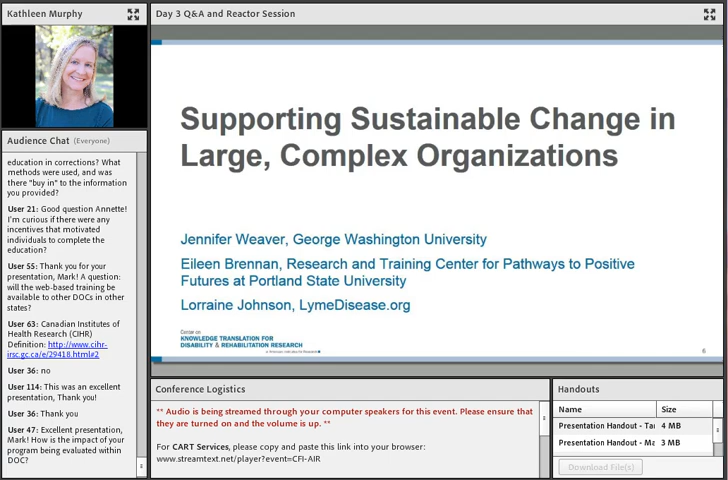 Kathleen Murphy
Day 3 Q&A and Reactor Session
Audience Chat (Everyone)
education in corrections? What
methods were used, and was
there "buy in" to the information
you provided?
User 21: Good question Annette!
I'm curious if there were any
incentives that motivated
individuals to complete the
education?
User 55: Thank you for your
presentation, Mark! A question:
will the web-based training be
available to other DOCs in other
states?
User 63: Canadian Institutes of
Health Research (CIHR)
Definition: http://www.cihr-
irsc.gc.ca/e/29418.html#2
User 36: no
User 114: This was an excellent
presentation, Thank you!
User 36: Thank you
User 47: Excellent presentation,
Mark! How is the impact of your
program being evaluated within
DOC?
Supporting Sustainable Change in
Large, Complex Organizations
Jennifer Weaver, George Washington University
Eileen Brennan, Research and Training Center for Pathways to Positive
Futures at Portland State University
Lorraine Johnson, LymeDisease.org
Center on
KNOWLEDGE TRANSLATION FOR
DISABILITY & REHABILITATION RESEARCH
6
Conference Logistics
** Audio is being streamed through your computer speakers for this event. Please ensure that
they are turned on and the volume is up. **
For CART Services, please copy and paste this link into your browser:
www.streamtext.net/player?event=CFI-AIR
Handouts
Name Size
Presentation Handout - Tar 4 MB
Presentation Handout - Ma 3 MB
Download File(s)